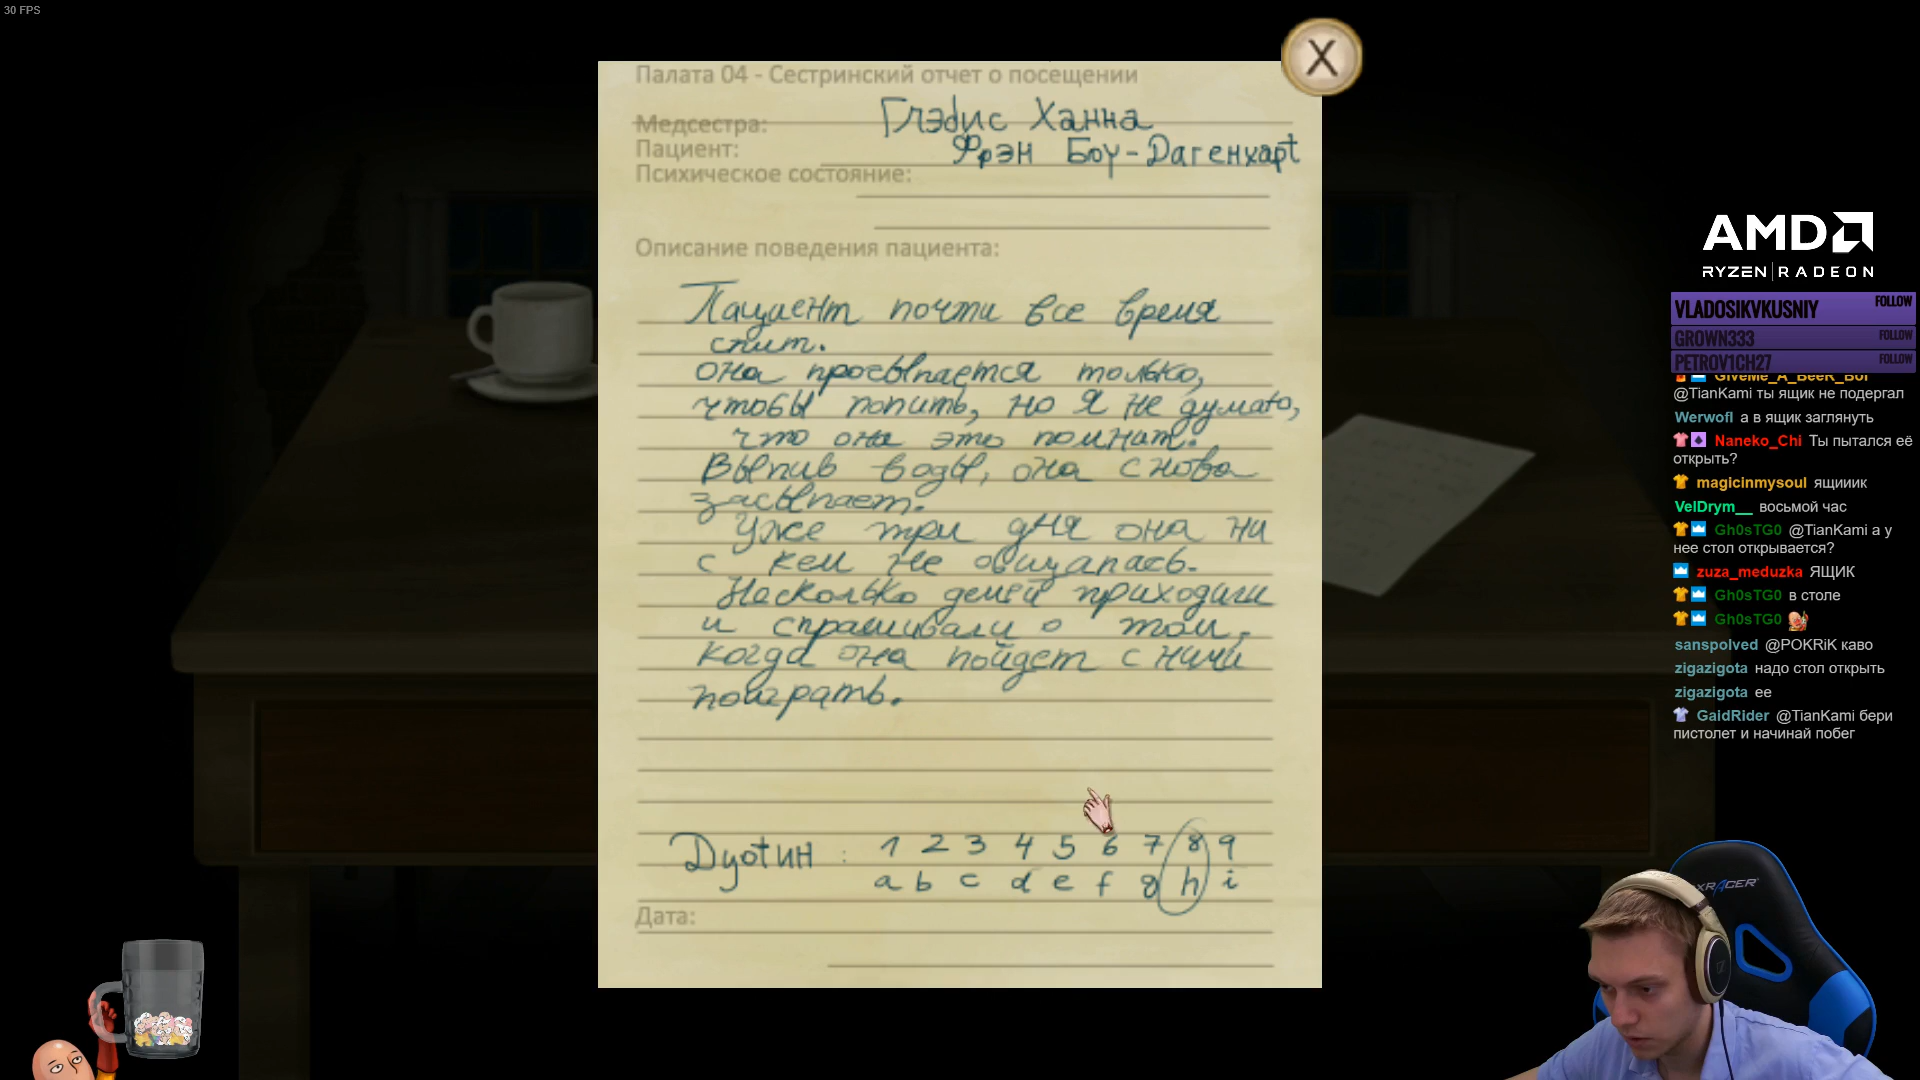 30 FPS
X
Палата 04 - Сестринский отчет о посещении
Медсестра: Глэдис Ханна
Пациент: Фрэн Боу-Дагенхарt
Психическое состояние:
Описание поведения пациента:
Пациент почти все время
спит.
она просыпается только,
чтобы попить, но я не думаю,
что она это помнит.
Выпив воды, она снова
засыпает.
Уже три дня она ни
с кем не общалась.
Несколько детей приходили
и спрашивали о том,
когда она пойдет с ними
поиграть.
Дуоtин : 1 2 3 4 5 6 7 8 9
a b c d e f g h i
Дата:
AMD
RYZEN | RADEON
VLADOSIKVKUSNIY FOLLOW
GROWN333 FOLLOW
PETROV1CH27 FOLLOW
GiveMe_A_BeeR_Boi
@TianKami ты ящик не подергал
Werwofl а в ящик заглянуть
Naneko_Chi Ты пытался её
открыть?
magicinmysoul ящииик
VelDrym__ восьмой час
Gh0sTG0 @TianKami а у
нее стол открывается?
zuza_meduzka ЯЩИК
Gh0sTG0 в столе
Gh0sTG0
sanspolved @POKRiK каво
zigazigota надо стол открыть
zigazigota ее
GaidRider @TianKami бери
пистолет и начинай побег